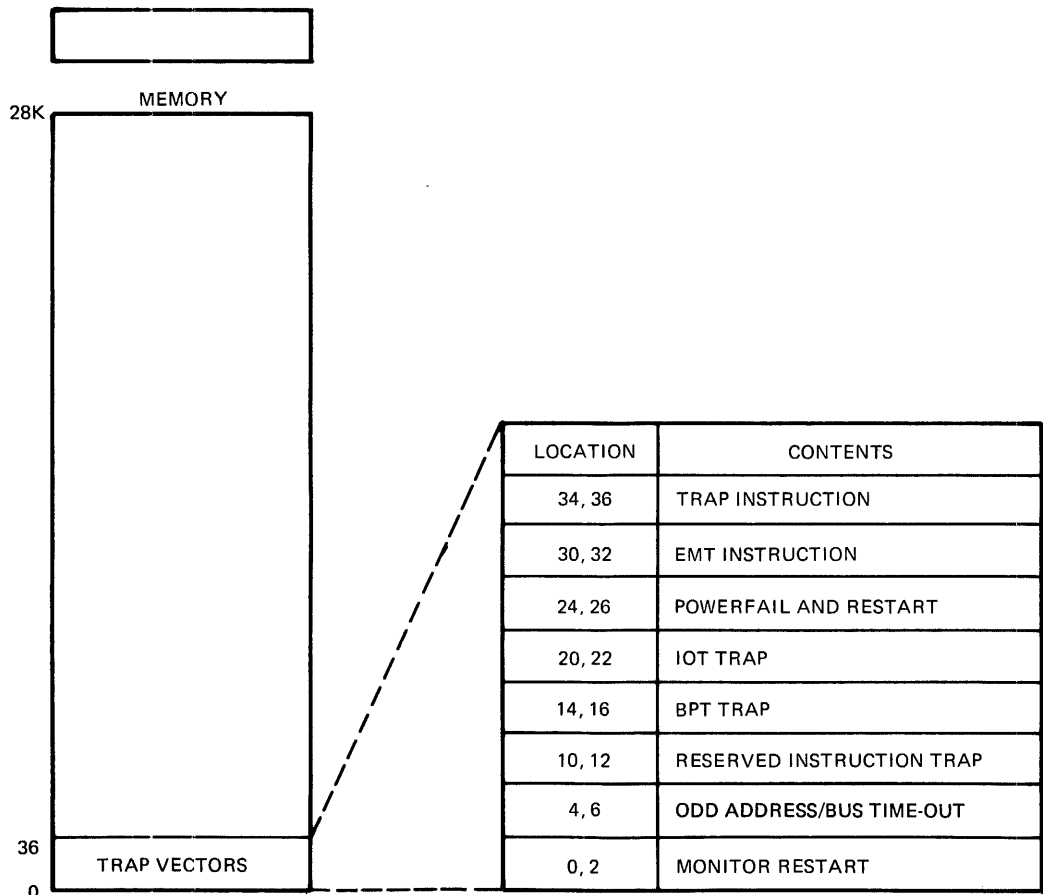 MEMORY
28K
LOCATION CONTENTS
34, 36 TRAP INSTRUCTION
30, 32 EMT INSTRUCTION
24, 26 POWERFAIL AND RESTART
20, 22 IOT TRAP
14, 16 BPT TRAP
10, 12 RESERVED INSTRUCTION TRAP
4, 6 ODD ADDRESS/BUS TIME-OUT
0, 2 MONITOR RESTART
36
TRAP VECTORS
0